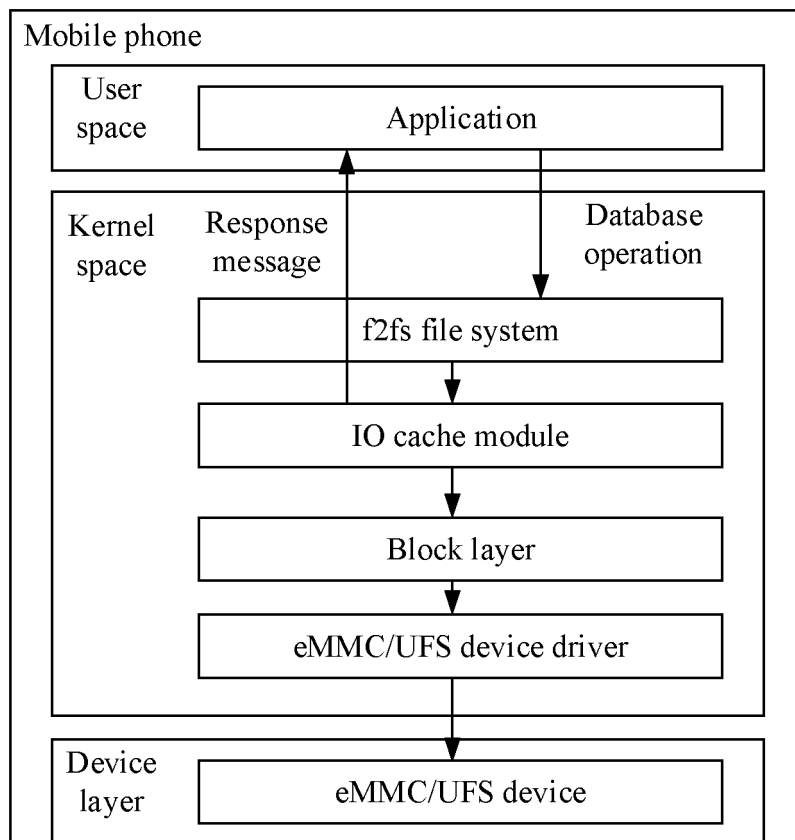 Mobile phone
User
space
Application
Kernel
space
Response
message
Database
operation
f2fs file system
IO cache module
Block layer
eMMC/UFS device driver
Device
layer
eMMC/UFS device